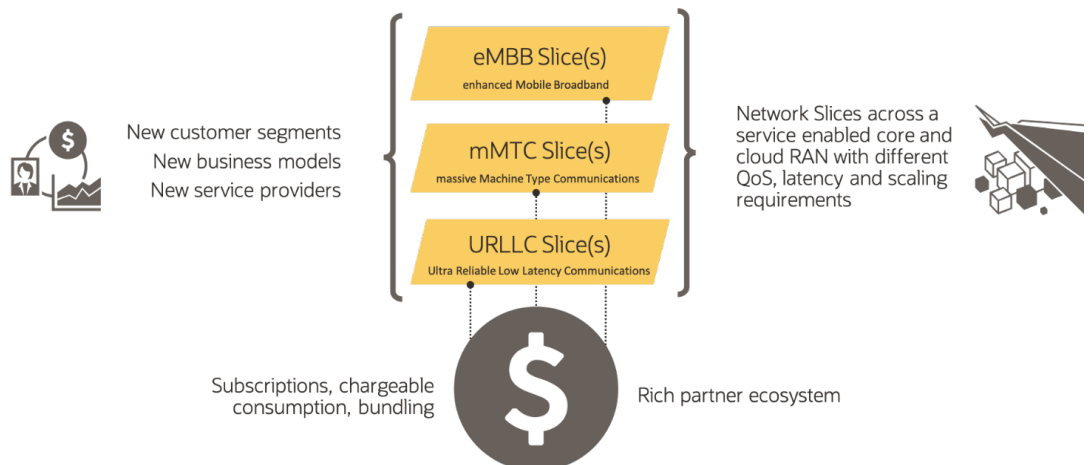 eMBB Slice(s)
enhanced Mobile Broadband
mMTC Slice(s)
massive Machine Type Communications
URLLC Slice(s)
Ultra Reliable Low Latency Communications
$
New customer segments
New business models
New service providers
Network Slices across a
service enabled core and
cloud RAN with different
QoS, latency and scaling
requirements
Subscriptions, chargeable
consumption, bundling
$
Rich partner ecosystem